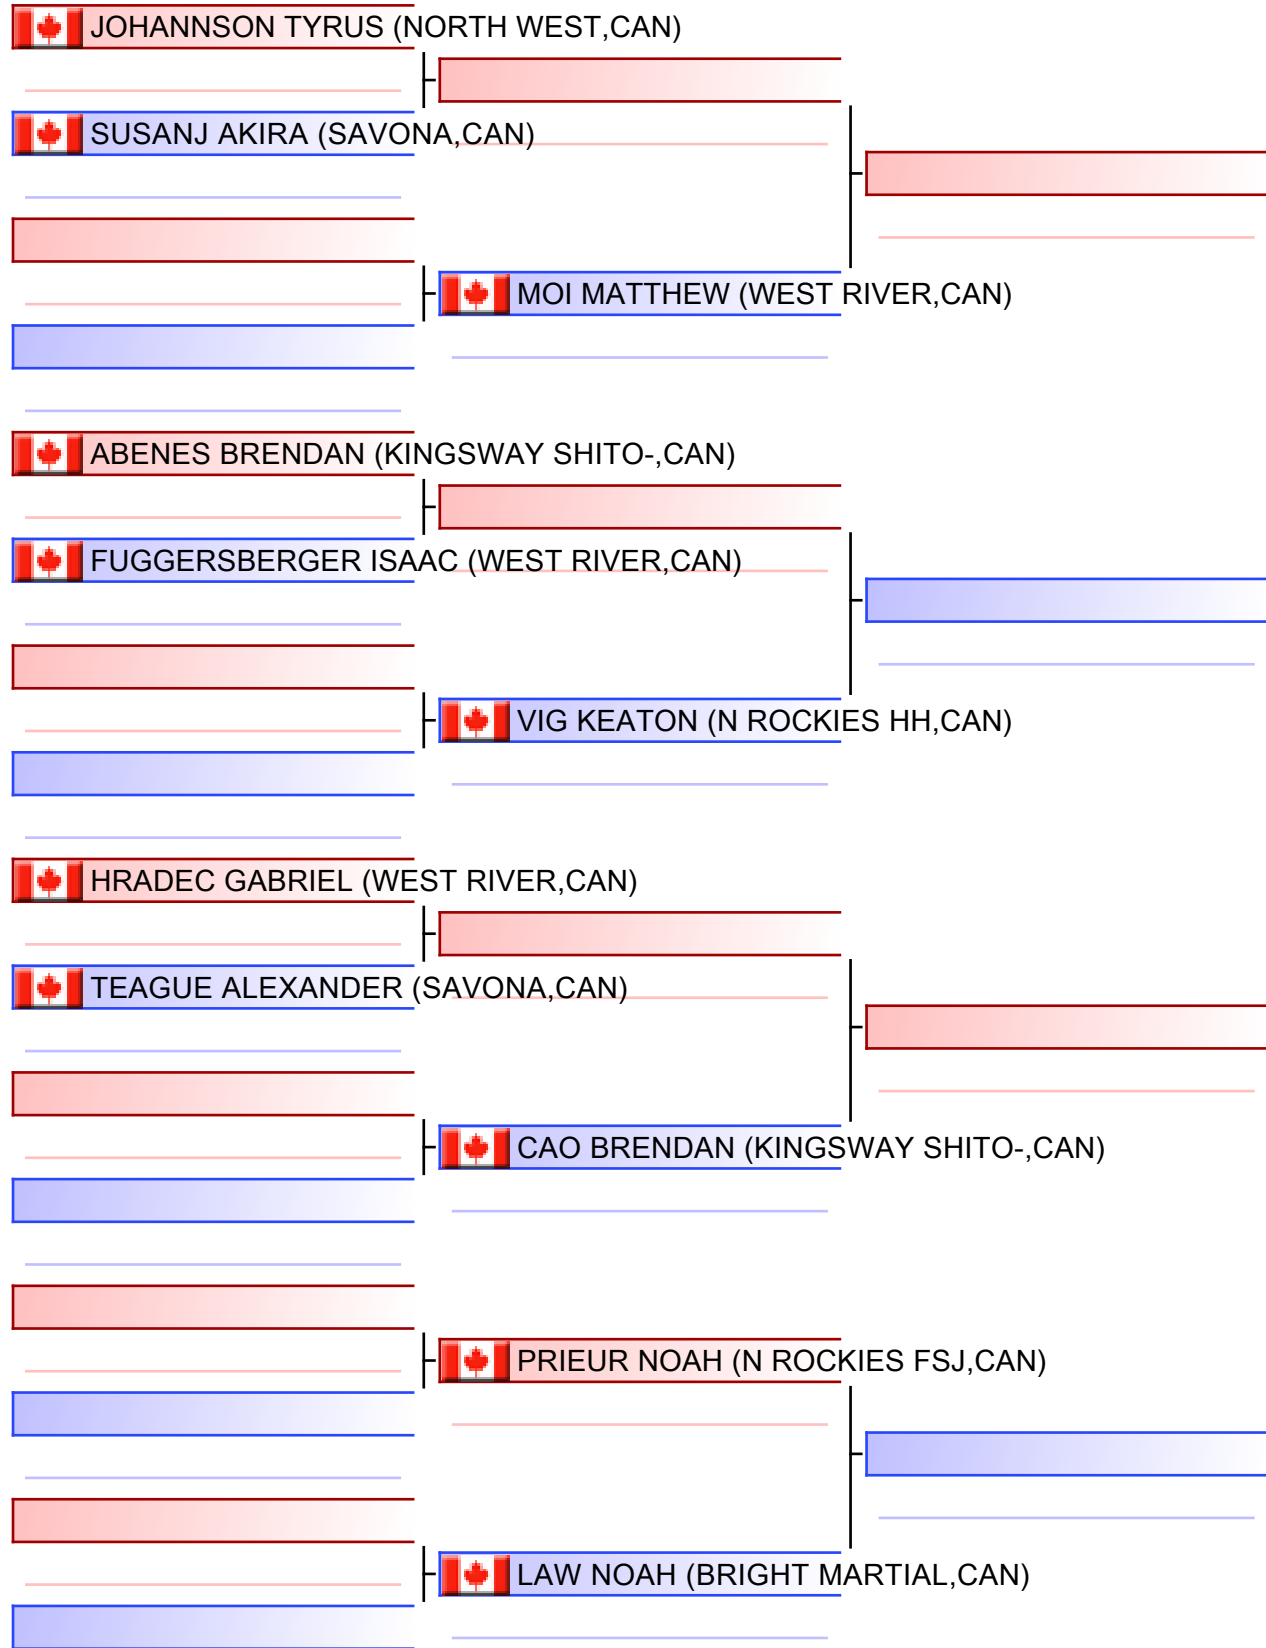 JOHANNSON TYRUS (NORTH WEST,CAN)
SUSANJ AKIRA (SAVONA,CAN)
MOI MATTHEW (WEST RIVER,CAN)
ABENES BRENDAN (KINGSWAY SHITO-,CAN)
FUGGERSBERGER ISAAC (WEST RIVER,CAN)
VIG KEATON (N ROCKIES HH,CAN)
HRADEC GABRIEL (WEST RIVER,CAN)
TEAGUE ALEXANDER (SAVONA,CAN)
CAO BRENDAN (KINGSWAY SHITO-,CAN)
PRIEUR NOAH (N ROCKIES FSJ,CAN)
LAW NOAH (BRIGHT MARTIAL,CAN)